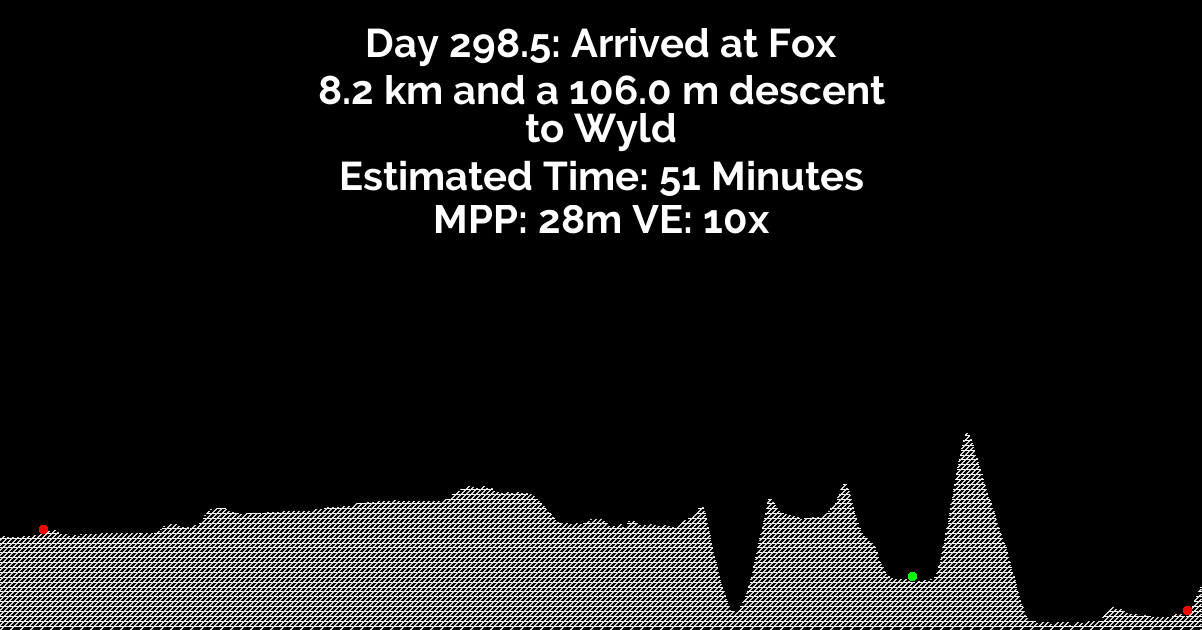 Day 298.5: Arrived at Fox
8.2 km and a 106.0 m descent
to Wyld
Estimated Time: 51 Minutes
MPP: 28m VE: 10x